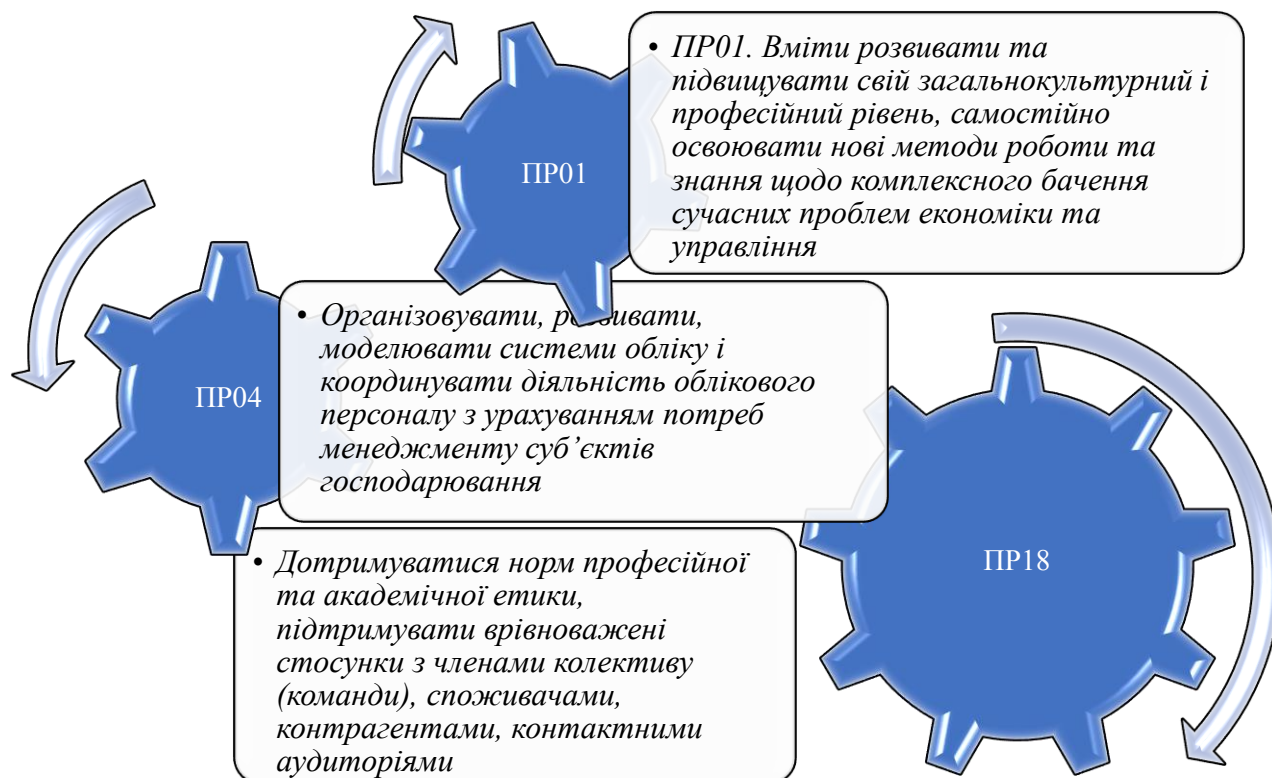 ПР01
• ПР01. Вміти розвивати та
підвищувати свій загальнокультурний і
професійний рівень, самостійно
освоювати нові методи роботи та
знання щодо комплексного бачення
сучасних проблем економіки та
управління
ПР04
• Організовувати, розвивати,
моделювати системи обліку і
координувати діяльність облікового
персоналу з урахуванням потреб
менеджменту суб’єктів
господарювання
ПР18
• Дотримуватися норм професійної
та академічної етики,
підтримувати врівноважені
стосунки з членами колективу
(команди), споживачами,
контрагентами, контактними
аудиторіями